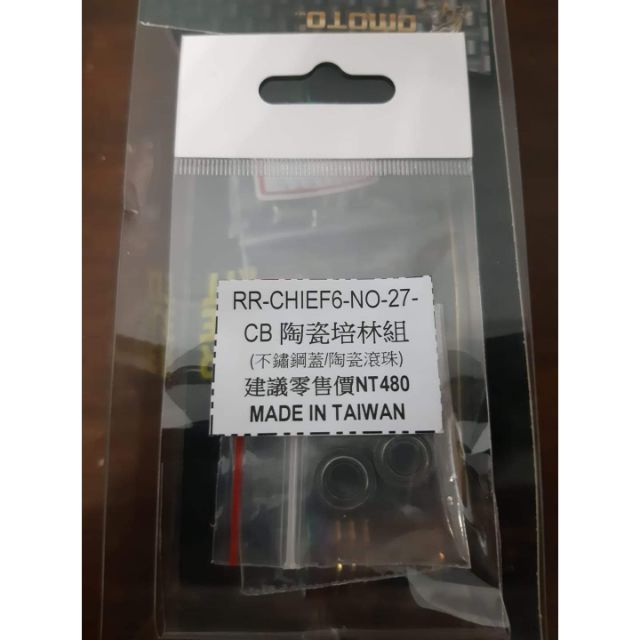 QMOTO
RR-CHIEF6-NO-27-
CB 陶瓷培林組
(不鏽鋼蓋/陶瓷滾珠)
建議零售價NT480
MADE IN TAIWAN